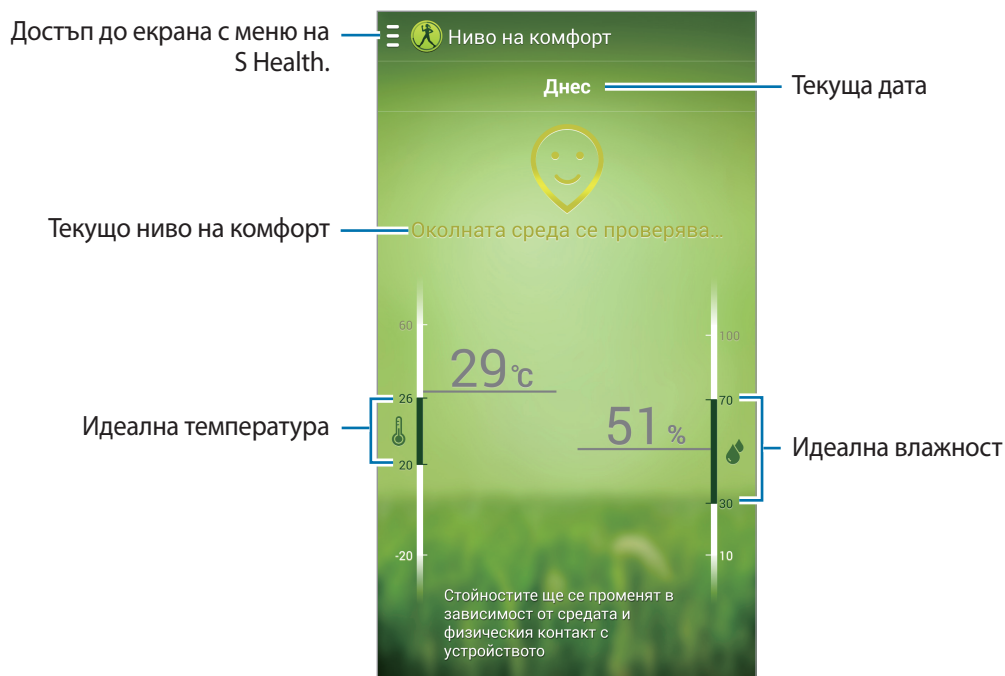 Достъп до екрана с меню на
S Health.
Ниво на комфорт
Днес
Текуща дата
Текущо ниво на комфорт
Околната среда се проверява...
60
100
29 °C
26
70
Идеална температура
51 %
Идеална влажност
20
30
-20
10
Стойностите ще се променят в
зависимост от средата и
физическия контакт с
устройството